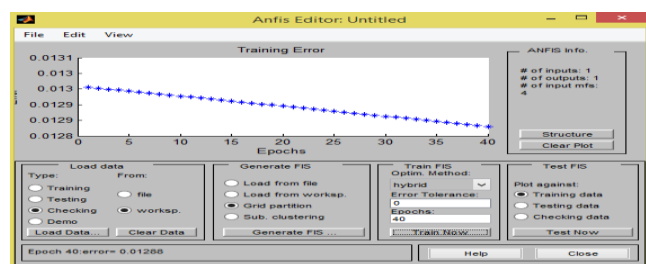 Anfis Editor: Untitled
File Edit View
Training Error
0.0131
0.013
0.013
0.0129
0.0129
0.0128
0 5 10 15 20 25 30 35 40
Epochs
ANFIS Info.
# of inputs: 1
# of outputs: 1
# of input mfs:
4
Structure
Clear Plot
Load data
Type: From:
Training
Testing
Checking
Demo
file
worksp.
Load Data... Clear Data
Generate FIS
Load from file
Load from worksp.
Grid partition
Sub. clustering
Generate FIS ...
Train FIS
Optim. Method:
hybrid
Error Tolerance:
0
Epochs:
40
Train Now
Test FIS
Plot against:
Training data
Testing data
Checking data
Test Now
Epoch 40:error= 0.01288
Help Close